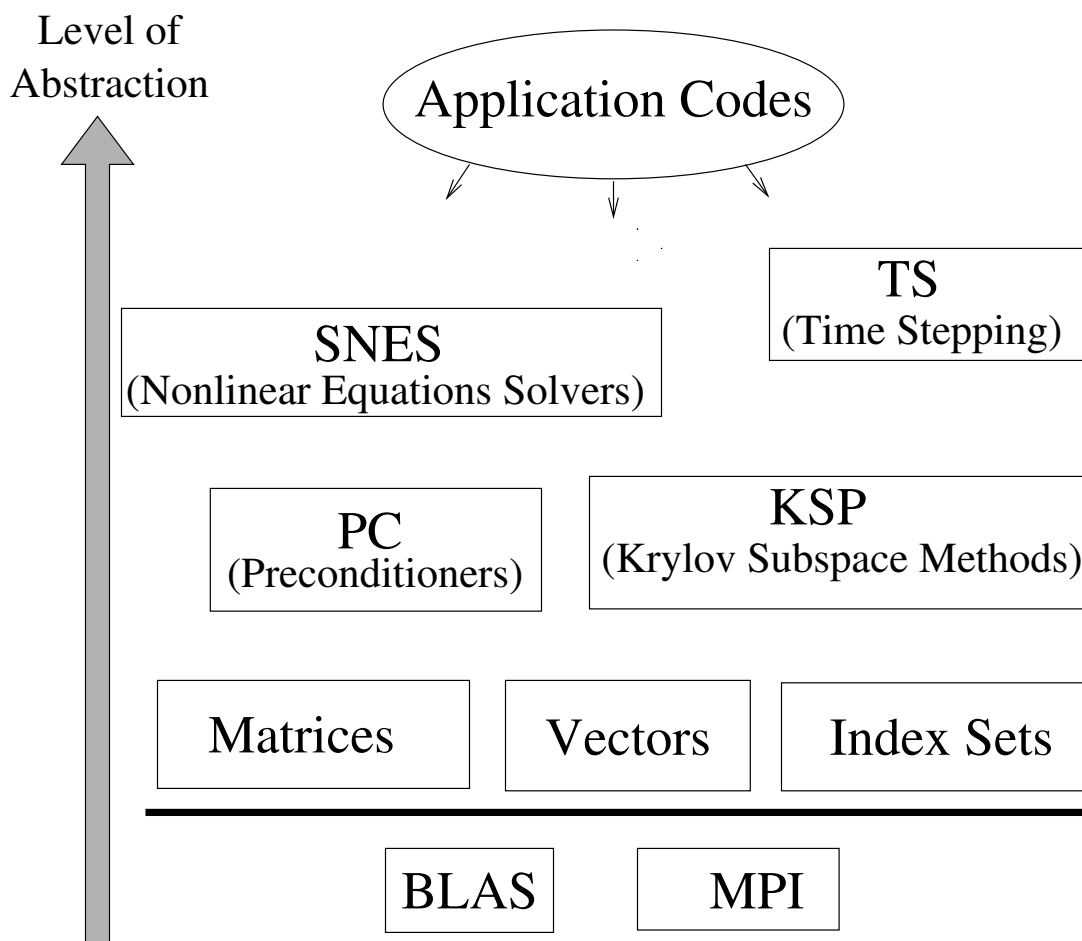 Level of
Abstraction
Application Codes
TS
(Time Stepping)
SNES
(Nonlinear Equations Solvers)
PC
(Preconditioners)
KSP
(Krylov Subspace Methods)
Matrices
Vectors
Index Sets
BLAS
MPI